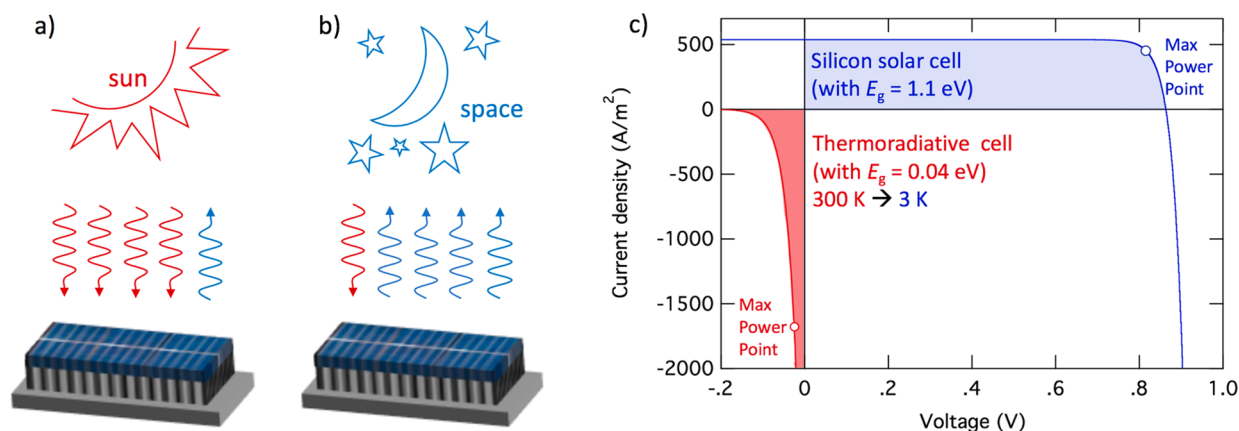 a)
sun
b)
space
c)
Current density (A/m²)
500
0
-500
-1000
-1500
-2000
Silicon solar cell
(with Eg = 1.1 eV)
Max
Power
Point
Thermoradiative cell
(with Eg = 0.04 eV)
300 K → 3 K
Max
Power
Point
-.2 0 .2 .4 .6 .8 1.0
Voltage (V)